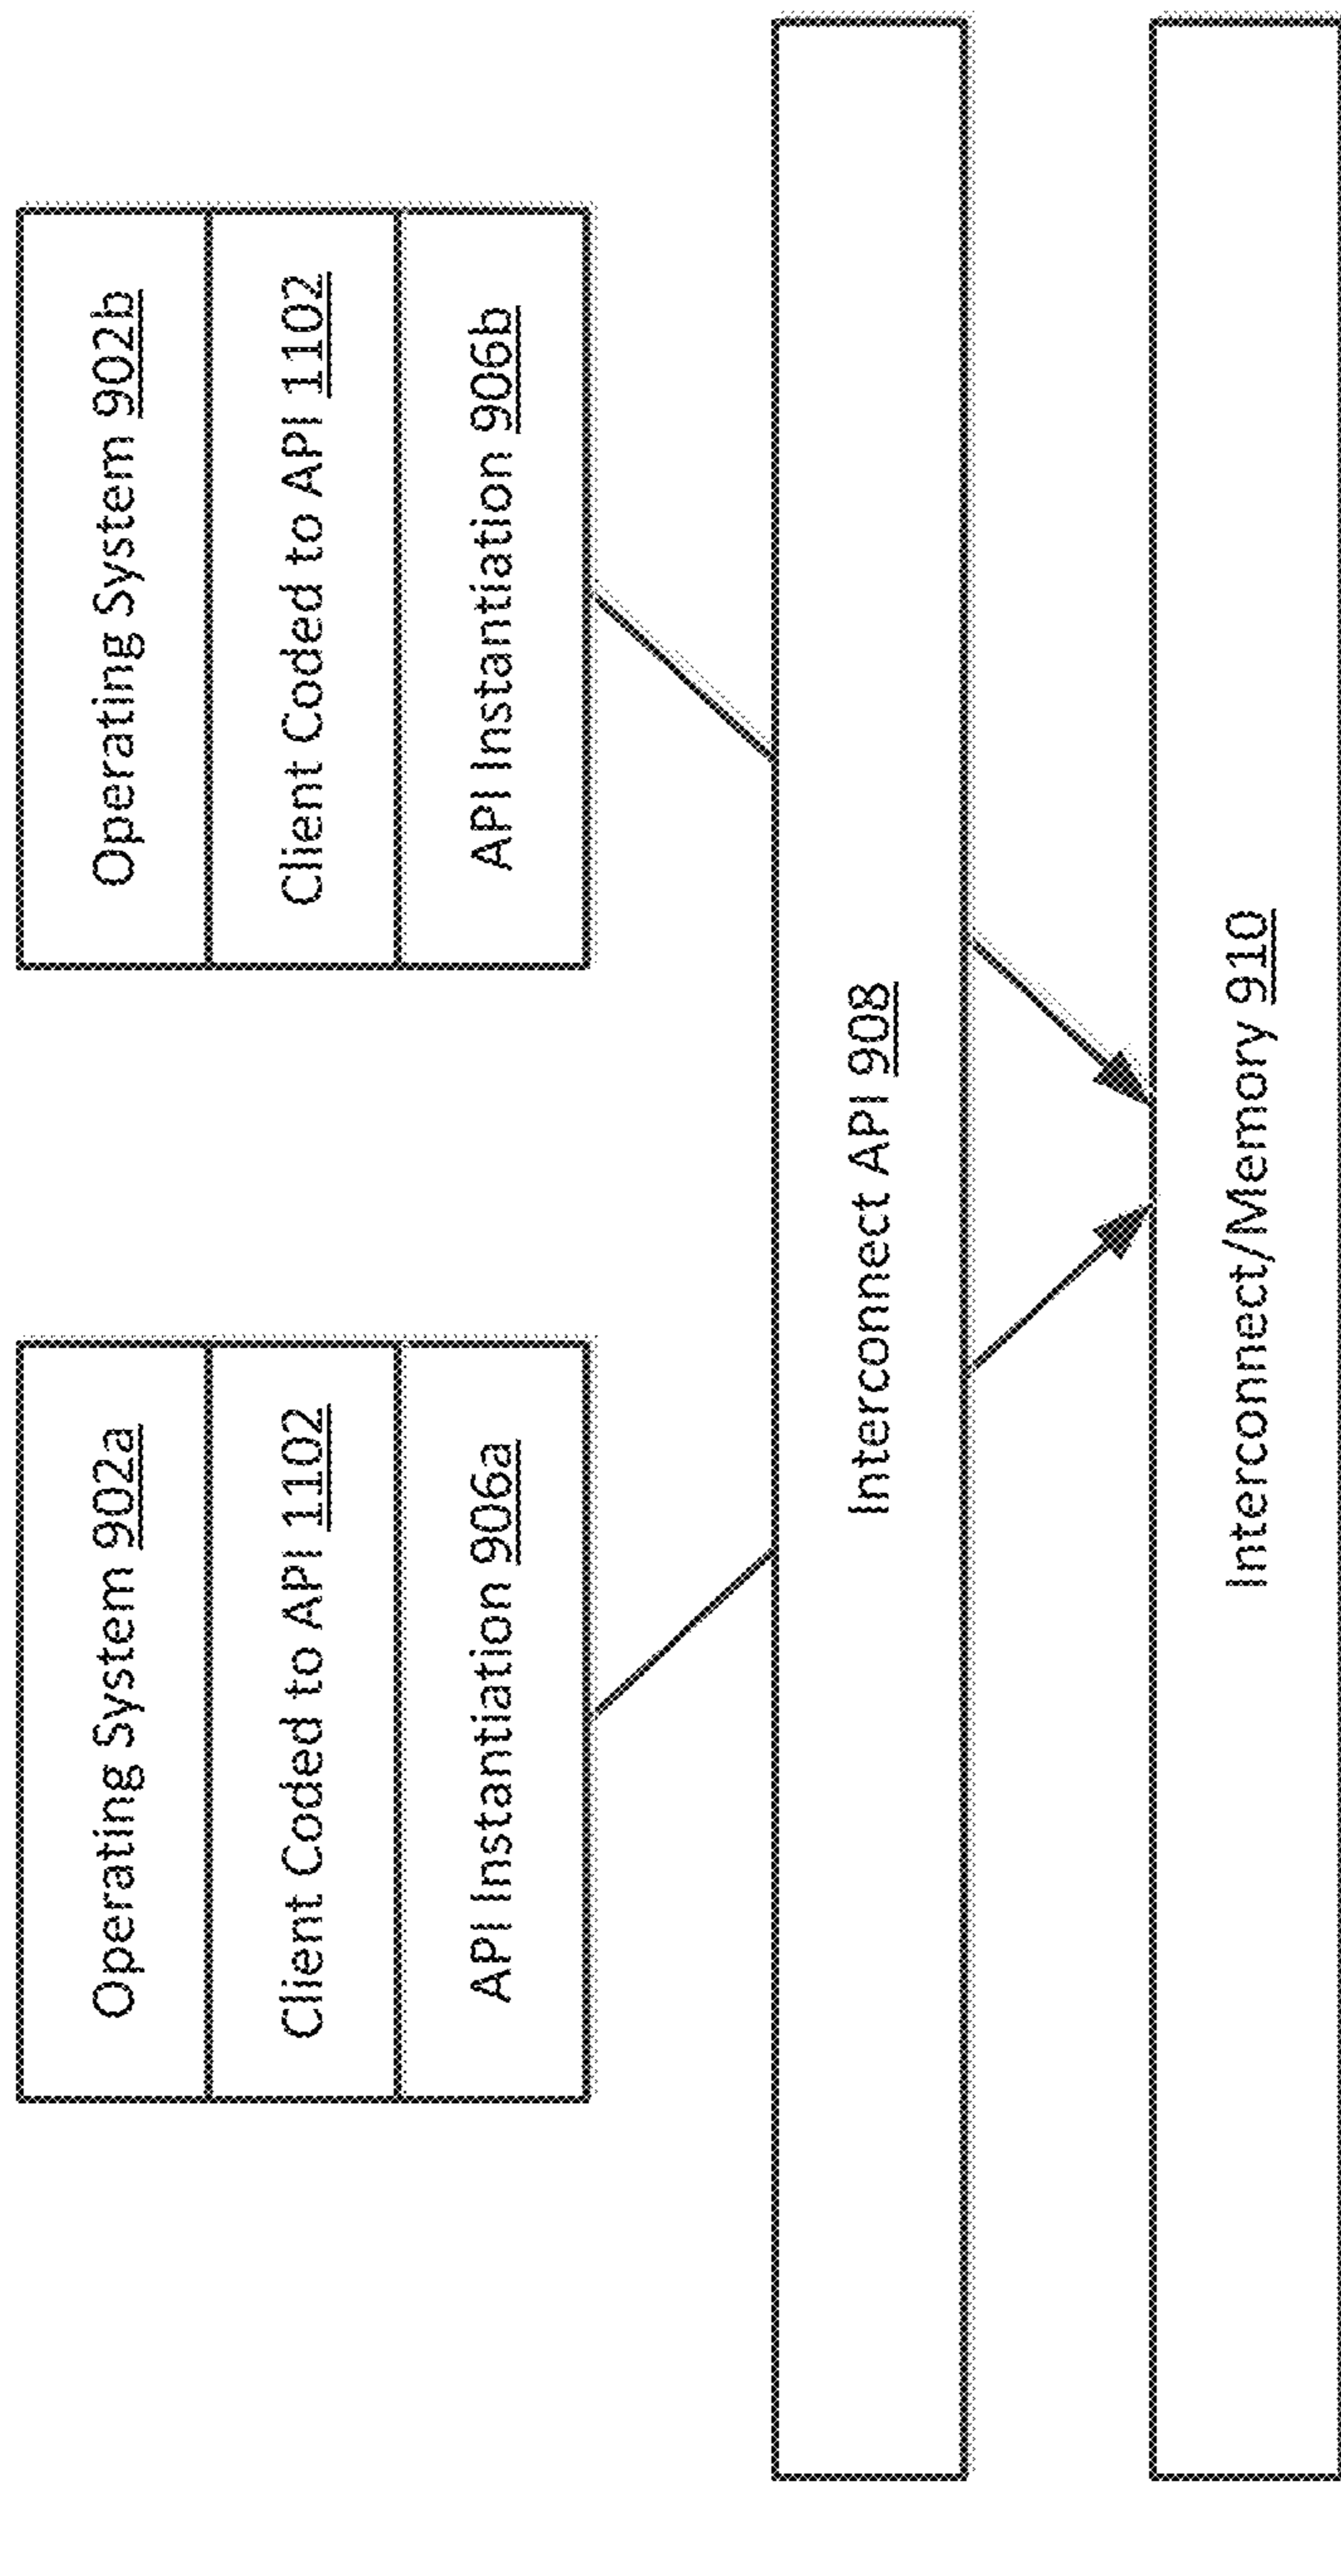 Operating System 902a
Client Coded to API 1102
API Instantiation 906a
Operating System 902b
Client Coded to API 1102
API Instantiation 906b
Interconnect API 908
Interconnect/Memory 910